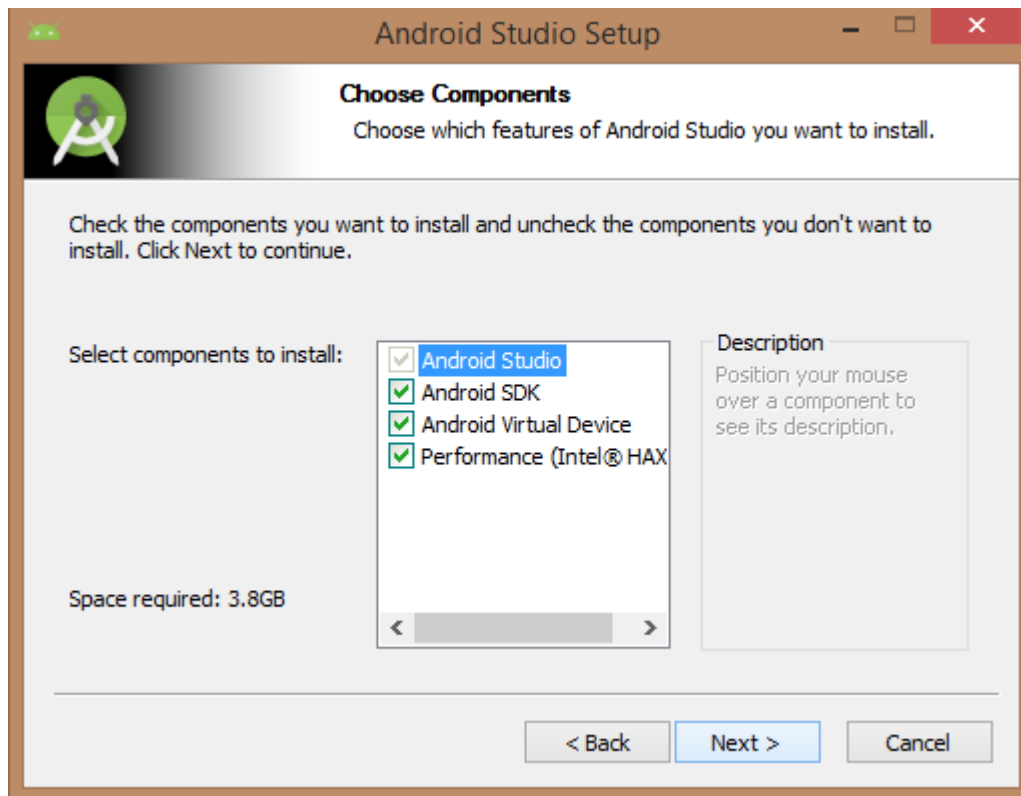 Android Studio Setup
Choose Components
Choose which features of Android Studio you want to install.
Check the components you want to install and uncheck the components you don't want to
install. Click Next to continue.
Select components to install:
Android Studio
Android SDK
Android Virtual Device
Performance (Intel® HAX
Description
Position your mouse
over a component to
see its description.
Space required: 3.8GB
< Back
Next >
Cancel